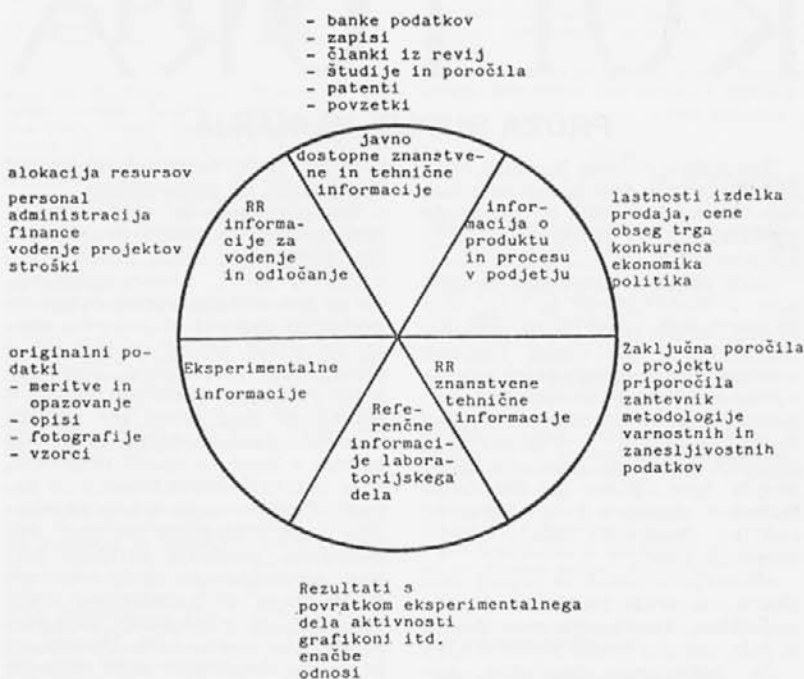 - banke podatkov
- zapisi
- članki iz revij
- študije in poročila
- patenti
- povzetki
javno
dostopne znanstve-
ne in tehnične
informacije
alokacija resursov
personal
administracija
finance
vodenje projektov
stroški
RR
informa-
cije za
vodenje
in odločanje
infor-
macija o
produktu
in procesu
v podjetju
lastnosti izdelka
prodaja, cene
obseg trga
konkurenca
ekonomika
politika
originalni po-
datki
- meritve in
opazovanje
- opisi
- fotografije
- vzorci
Eksperimentalne
informacije
Refe-
renčne
informaci-
je labora-
torijskega
dela
RR
znanstvene
tehnične
informacije
Zaključna poročila
o projektu
priporočila
zahtevnik
metodologije
varnostnih in
zanesljivostnih
podatkov
Rezultati s
povratkom eksperimentalnega
dela aktivnosti
grafikoni itd.
enačbe
odnosi